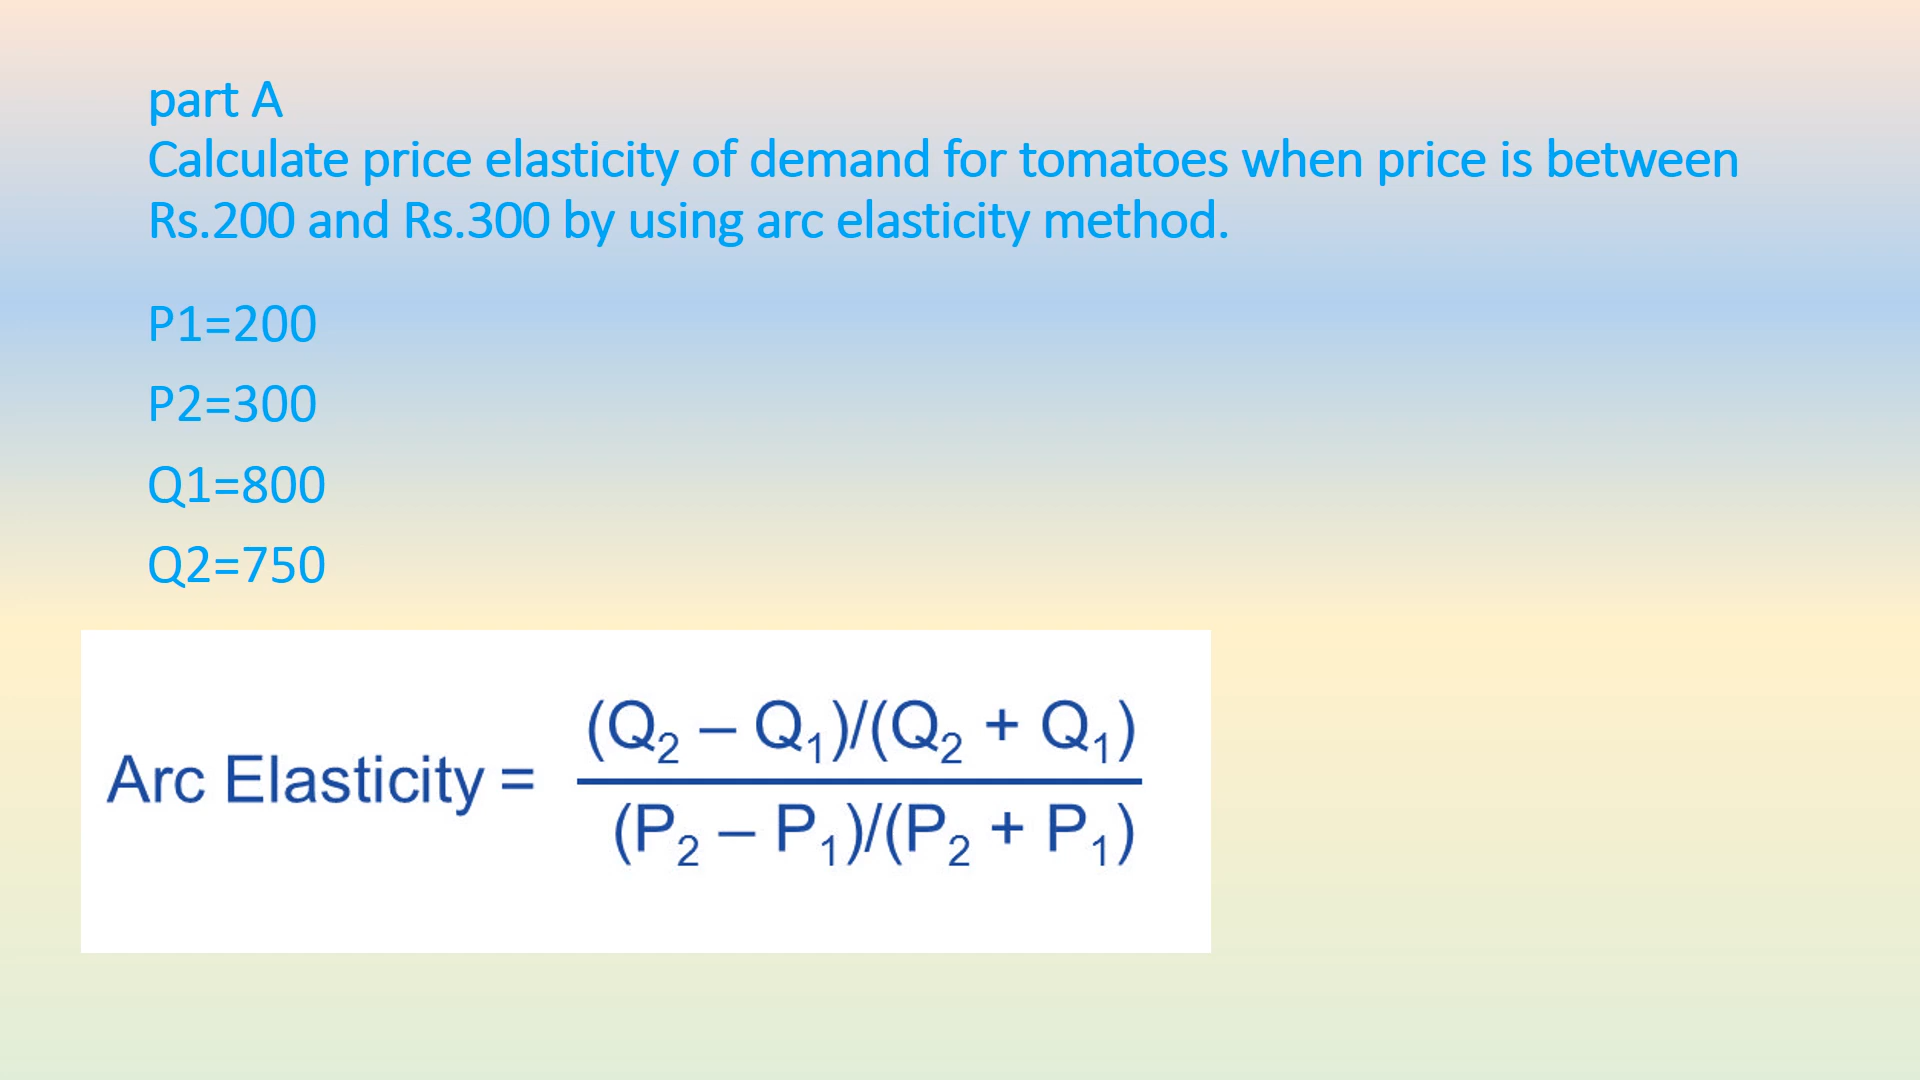 part A
Calculate price elasticity of demand for tomatoes when price is between
Rs.200 and Rs.300 by using arc elasticity method.
P1=200
P2=300
Q1=800
Q2=750
Arc Elasticity = (Q₂ – Q₁)/(Q₂ + Q₁)
(P₂ – P₁)/(P₂ + P₁)